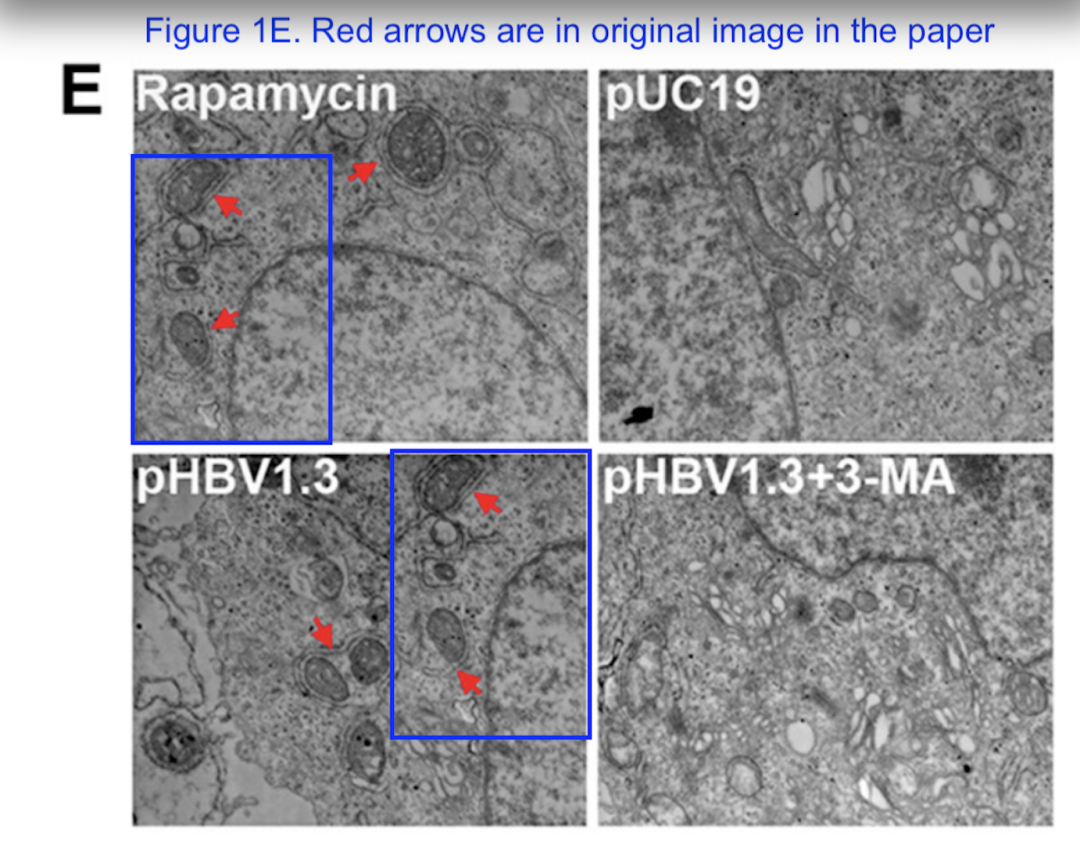 Figure 1E. Red arrows are in original image in the paper
E
Rapamycin
pUC19
pHBV1.3
pHBV1.3+3-MA